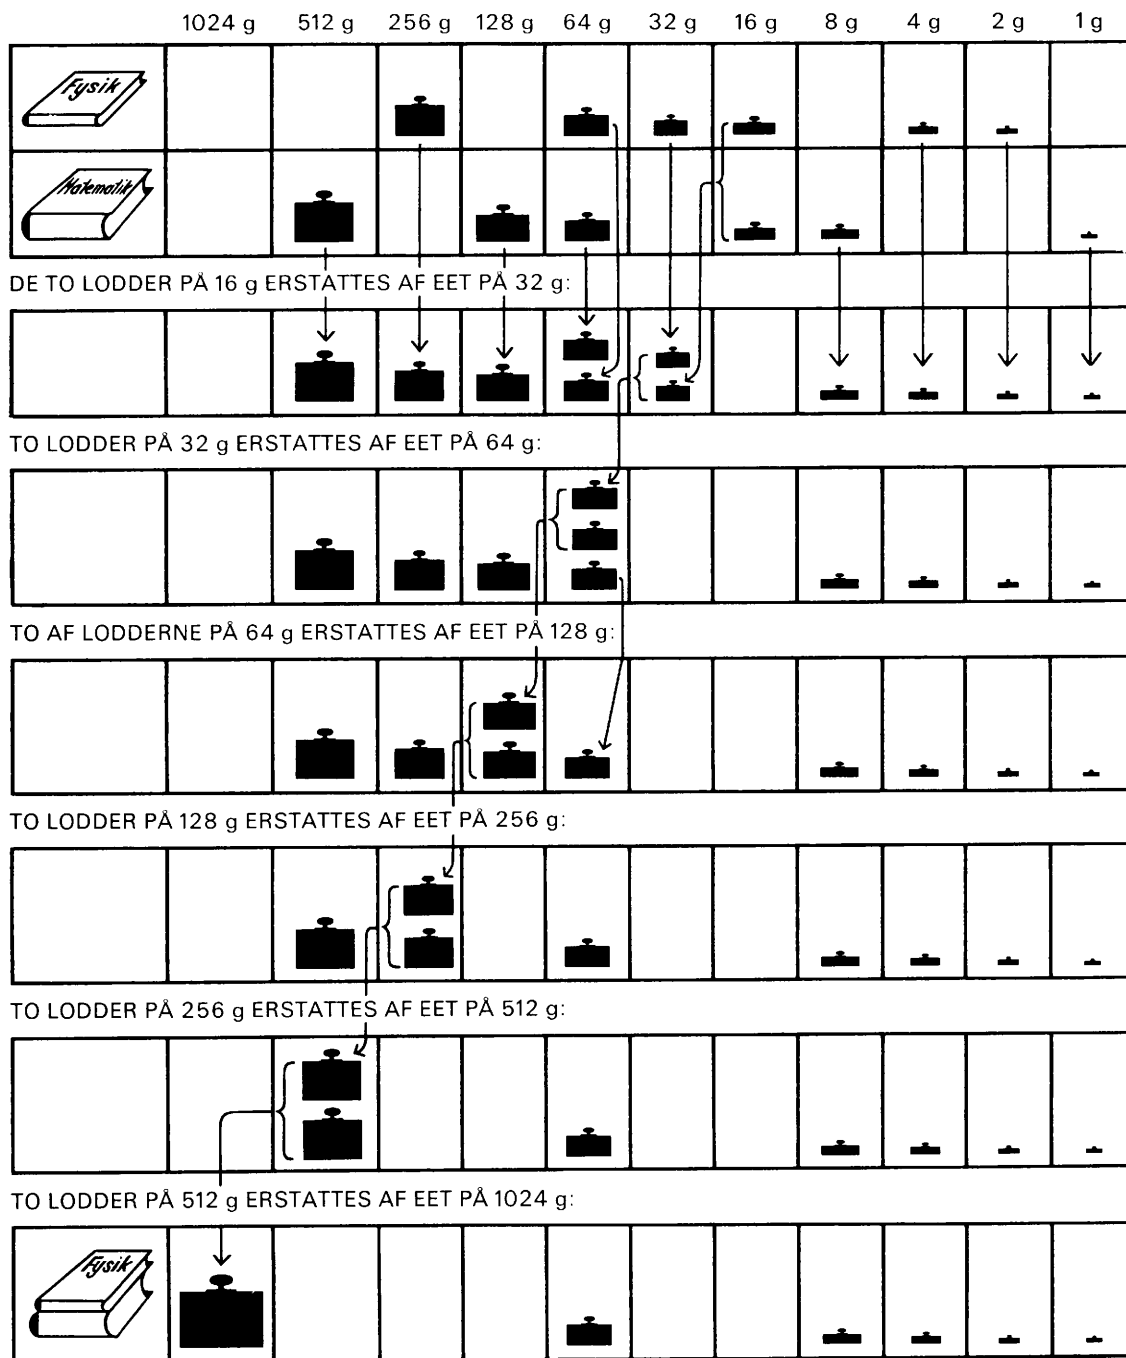 1024 g 512 g 256 g 128 g 64 g 32 g 16 g 8 g 4 g 2 g 1 g
Fysik
Matematik
DE TO LODDER PÅ 16 g ERSTATTES AF EET PÅ 32 g:
TO LODDER PÅ 32 g ERSTATTES AF EET PÅ 64 g:
TO AF LODDERNE PÅ 64 g ERSTATTES AF EET PÅ 128 g:
TO LODDER PÅ 128 g ERSTATTES AF EET PÅ 256 g:
TO LODDER PÅ 256 g ERSTATTES AF EET PÅ 512 g:
TO LODDER PÅ 512 g ERSTATTES AF EET PÅ 1024 g:
Fysik